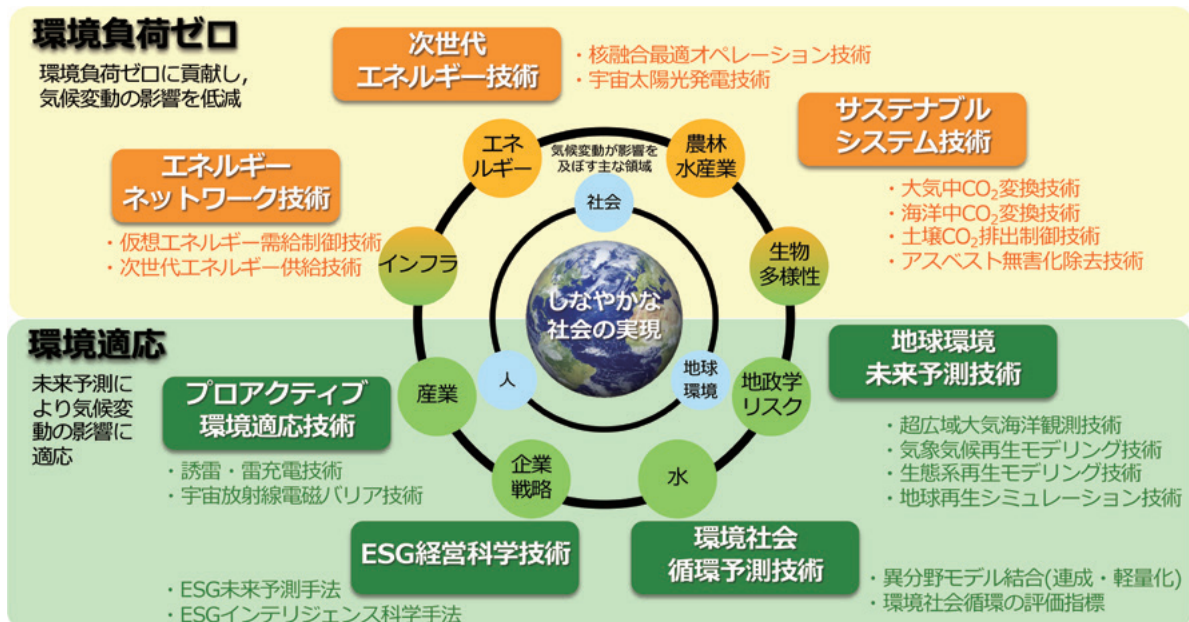 環境負荷ゼロ
環境負荷ゼロに貢献し,
気候変動の影響を低減
次世代
エネルギー技術
・核融合最適オペレーション技術
・宇宙太陽光発電技術
サステナブル
システム技術
・大気中CO₂変換技術
・海洋中CO₂変換技術
・土壌CO₂排出制御技術
・アスベスト無害化除去技術
エネルギー
ネットワーク技術
・仮想エネルギー需給制御技術
・次世代エネルギー供給技術
エネ
ルギー
気候変動が影響を
及ぼす主な領域
農林
水産業
社会
インフラ
生物
多様性
しなやかな
社会の実現
環境適応
未来予測に
より気候変
動の影響に
適応
プロアクティブ
環境適応技術
・誘雷・雷充電技術
・宇宙放射線電磁バリア技術
産業
人
地球
環境
地政学
リスク
地球環境
未来予測技術
・超広域大気海洋観測技術
・気象気候再生モデリング技術
・生態系再生モデリング技術
・地球再生シミュレーション技術
企業
戦略
水
ESG経営科学技術
・ESG未来予測手法
・ESGインテリジェンス科学手法
環境社会
循環予測技術
・異分野モデル結合(連成・軽量化)
・環境社会循環の評価指標